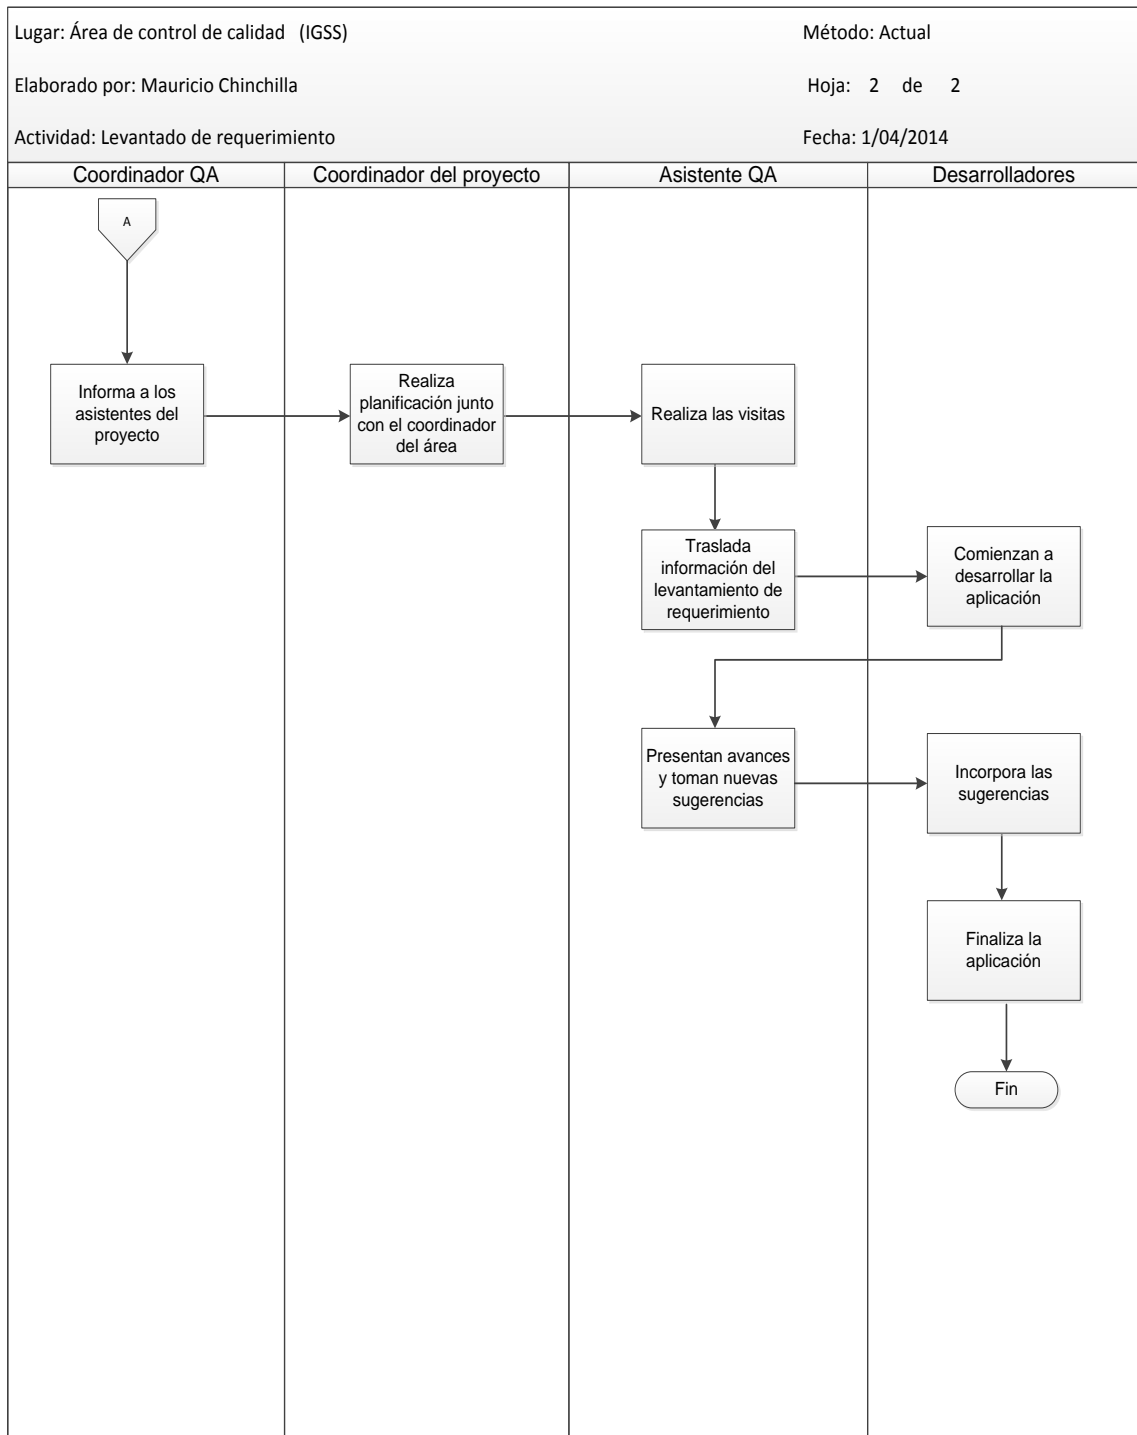 Lugar: Área de control de calidad (IGSS)
Método: Actual
Elaborado por: Mauricio Chinchilla
Hoja: 2 de 2
Actividad: Levantado de requerimiento
Fecha: 1/04/2014
Coordinador QA
Coordinador del proyecto
Asistente QA
Desarrolladores
A
Informa a los
asistentes del
proyecto
Realiza
planificación junto
con el coordinador
del área
Realiza las visitas
Traslada
información del
levantamiento de
requerimiento
Comienzan a
desarrollar la
aplicación
Presentan avances
y toman nuevas
sugerencias
Incorpora las
sugerencias
Finaliza la
aplicación
Fin